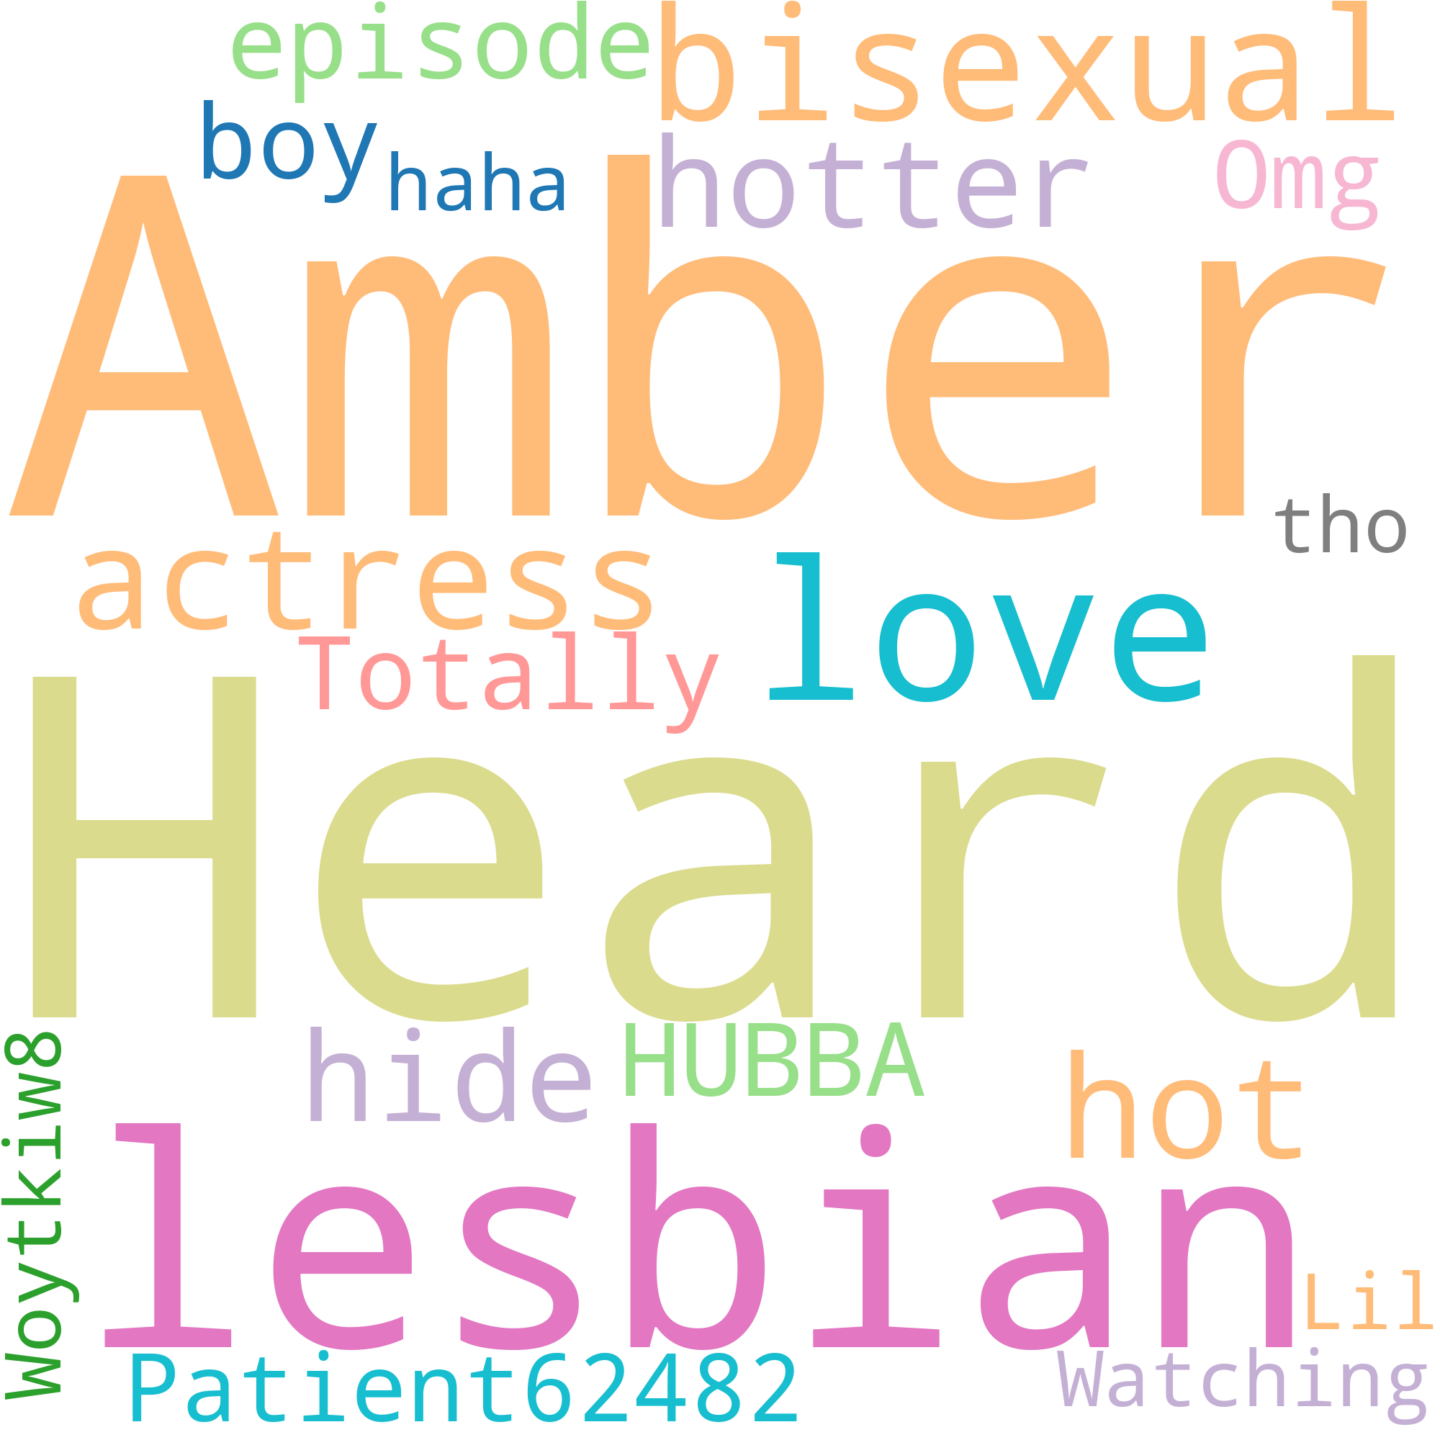 episode
bisexual
boy
haha
hotter
Omg
Amber
tho
actress
love
Totally
Heard
Woytkiw8
hide
HUBBA
hot
lesbian
Lil
Patient62482
Watching